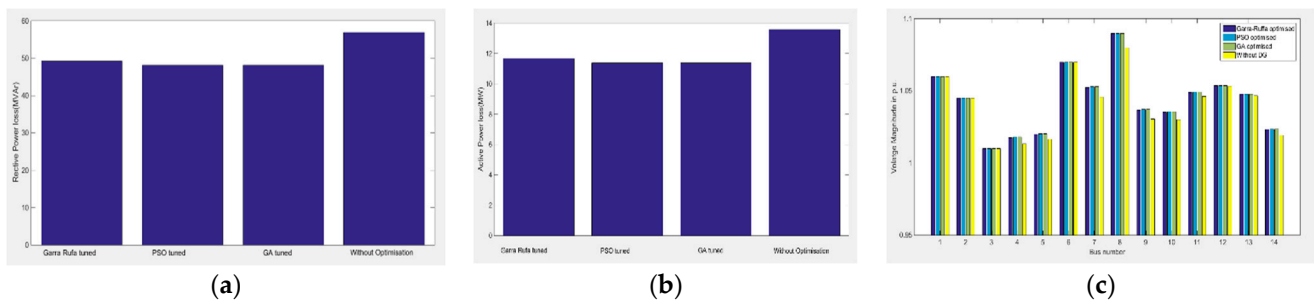 60
50
40
30
20
10
0
Rective Power loss(MVAr)
Garra Rufa tuned PSO tuned GA tuned Without Optimisation
(a)
14
12
10
8
6
4
2
0
Active Power loss(MW)
Garra Rufa tuned PSO tuned GA tuned Without Optimisation
(b)
1.1
1.05
1
0.95
Volarge Magnitude in p.u
Garra-Ruffa optimised
PSO optimised
GA optimised
Without DG
1 2 3 4 5 6 7 8 9 10 11 12 13 14
Bus number
(c)